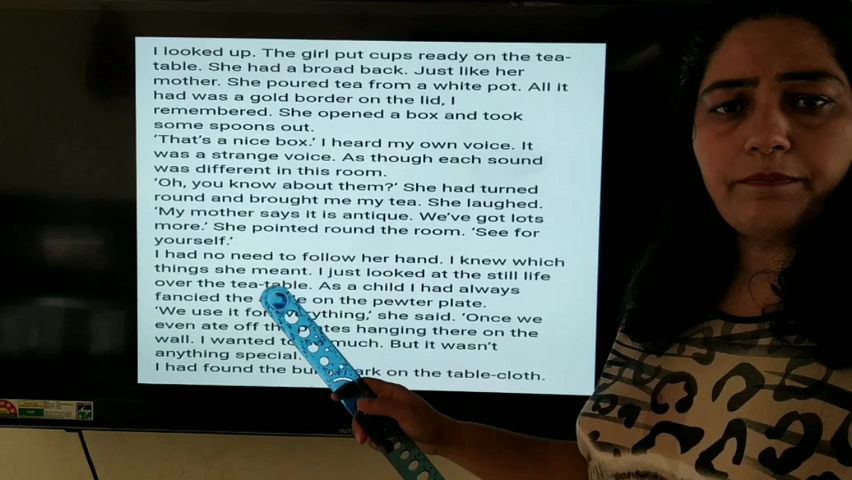 I looked up. The girl put cups ready on the tea-
table. She had a broad back. Just like her
mother. She poured tea from a white pot. All it
had was a gold border on the lid, I
remembered. She opened a box and took
some spoons out.
‘That’s a nice box.’ I heard my own voice. It
was a strange voice. As though each sound
was different in this room.
‘Oh, you know about them?’ She had turned
round and brought me my tea. She laughed.
‘My mother says it is antique. We’ve got lots
more.’ She pointed round the room. ‘See for
yourself.’
I had no need to follow her hand. I knew which
things she meant. I just looked at the still life
over the tea-table. As a child I had always
fancied the on the pewter plate.
‘We use it for everything,’ she said. ‘Once we
even ate off the plates hanging there on the
wall. I wanted to much. But it wasn’t
anything special.
I had found the burn mark on the table-cloth.